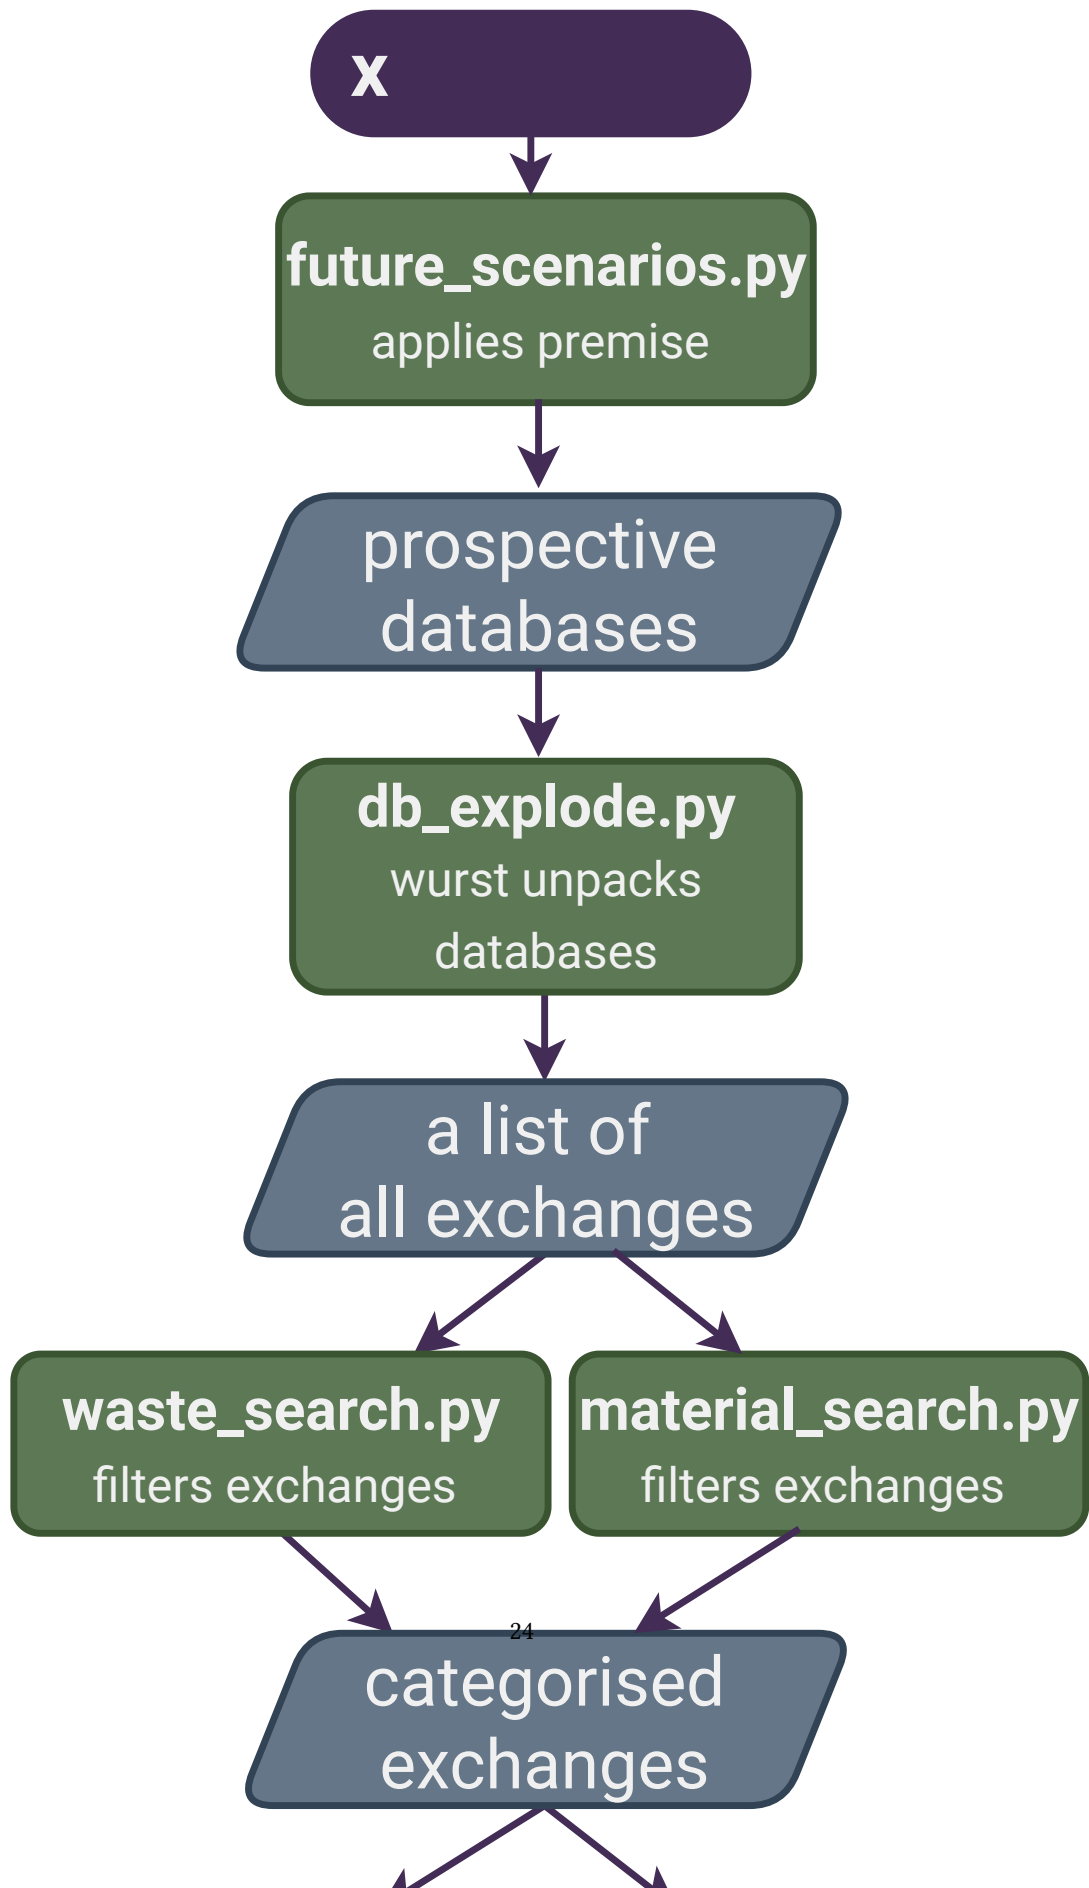 x
future_scenarios.py
applies premise
prospective
databases
db_explode.py
wurst unpacks
databases
a list of
all exchanges
waste_search.py
filters exchanges
material_search.py
filters exchanges
24
categorised
exchanges